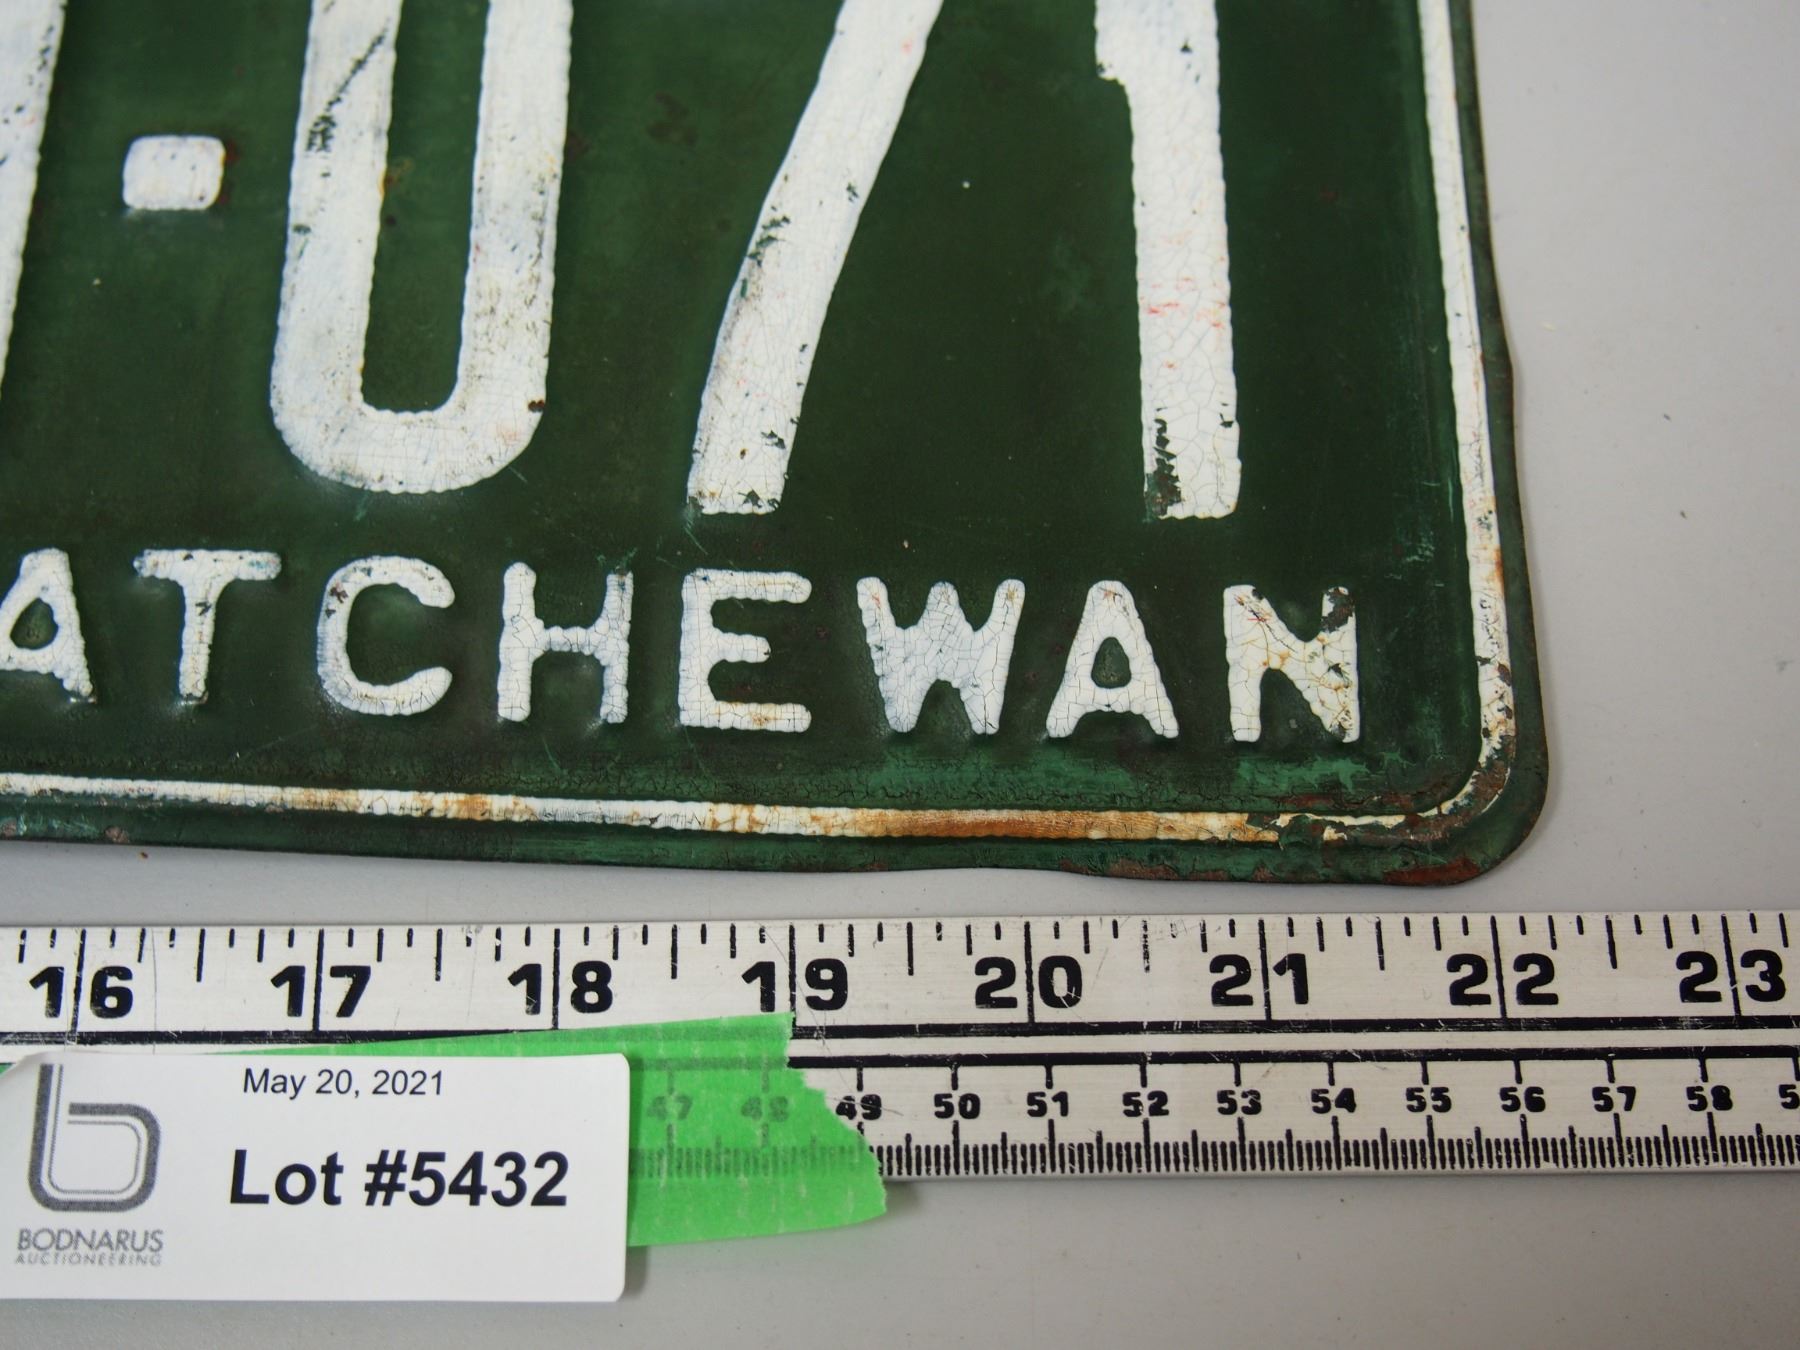 -071
ATCHEWAN
16 17 18 19 20 21 22 23
47 48 49 50 51 52 53 54 55 56 57 58
May 20, 2021
Lot #5432
b
BODNARUS
AUCTIONEERING